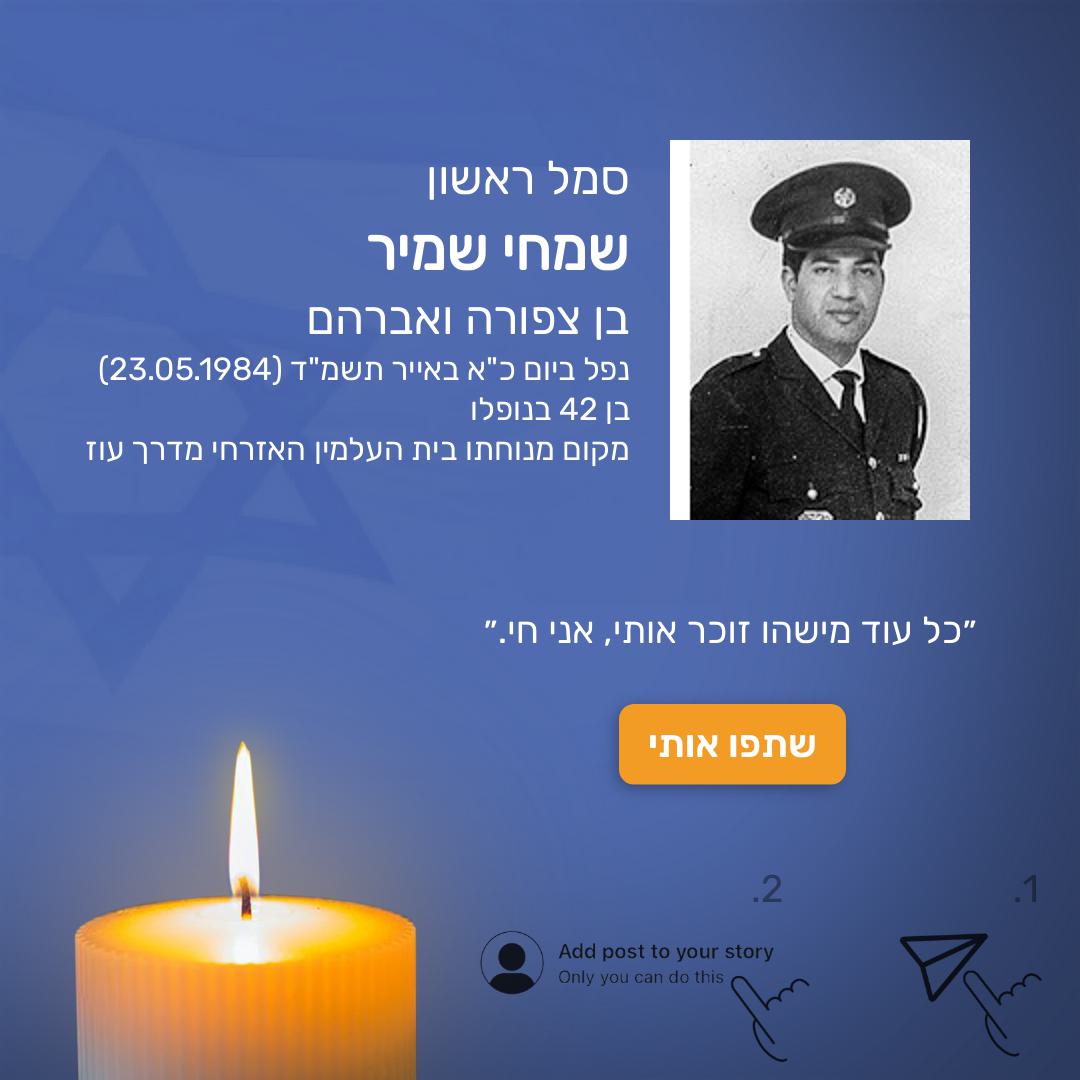 סמל ראשון
שמחי שמיר
בן צפורה ואברהם
נפל ביום כ"א באייר תשמ"ד (23.05.1984)
בן 42 בנופלו
מקום מנוחתו בית העלמין האזרחי מדרך עוז
״כל עוד מישהו זוכר אותי, אני חי.״
שתפו אותי
.1
.2
Add post to your story
Only you can do this